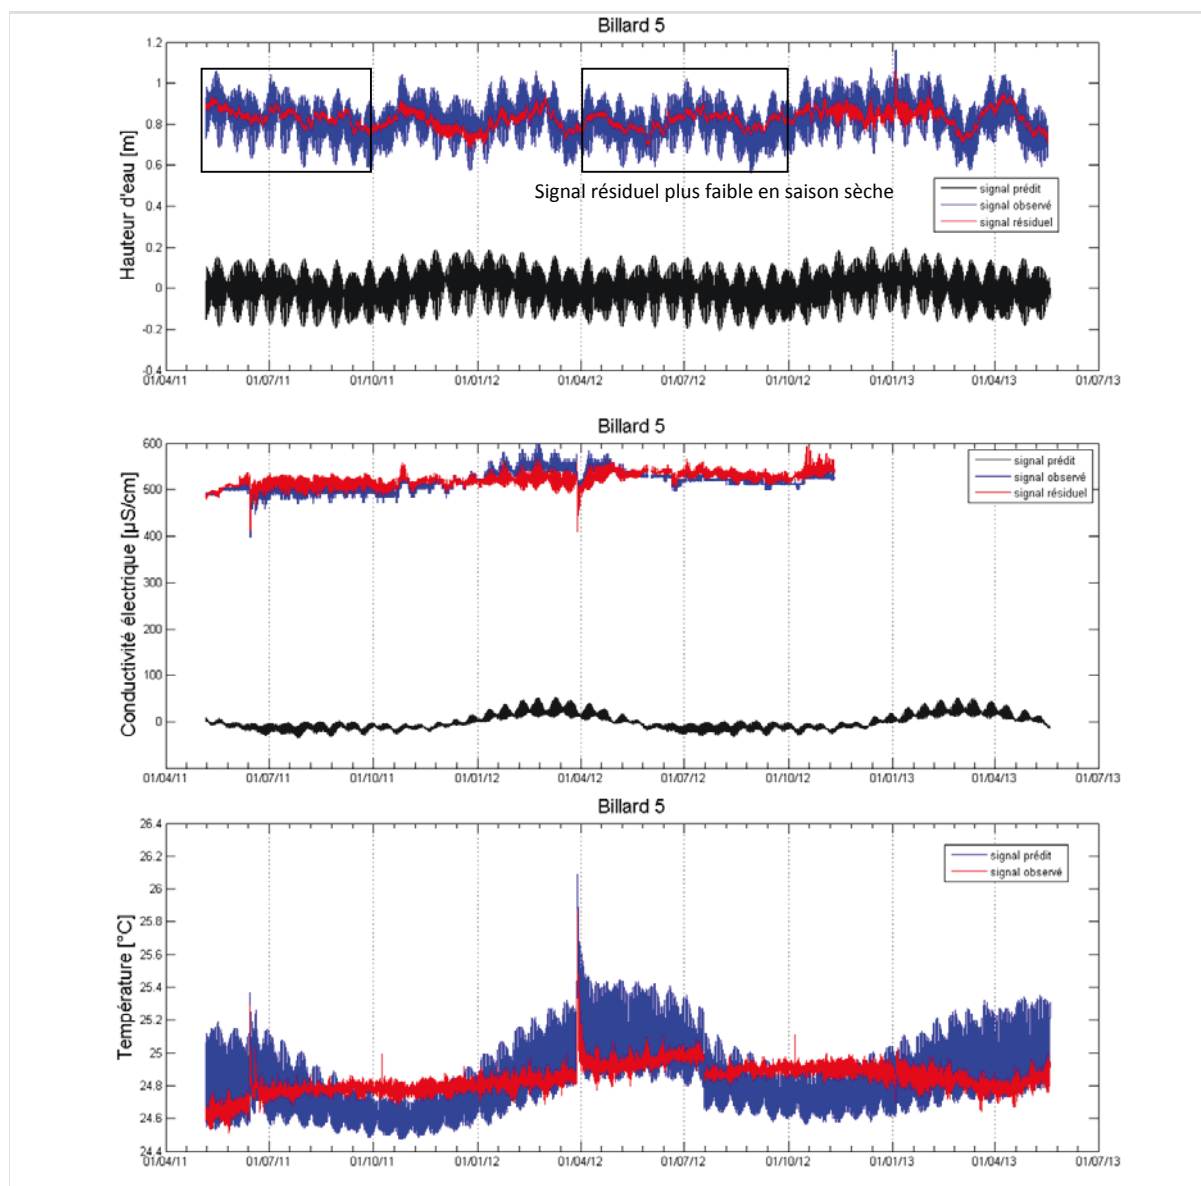 Billard 5
1.2
1
0.8
0.6
0.4
0.2
0
-0.2
-0.4
Hauteur d'eau [m]
Signal résiduel plus faible en saison sèche
signal prédit
signal observé
signal résiduel
01/04/11 01/07/11 01/10/11 01/01/12 01/04/12 01/07/12 01/10/12 01/01/13 01/04/13 01/07/13
Billard 5
600
500
400
300
200
100
0
Conductivité électrique [µS/cm]
signal prédit
signal observé
signal résiduel
01/04/11 01/07/11 01/10/11 01/01/12 01/04/12 01/07/12 01/10/12 01/01/13 01/04/13 01/07/13
Billard 5
26.4
26.2
26
25.8
25.6
25.4
25.2
25
24.8
24.6
24.4
Température [°C]
signal prédit
signal observé
01/04/11 01/07/11 01/10/11 01/01/12 01/04/12 01/07/12 01/10/12 01/01/13 01/04/13 01/07/13